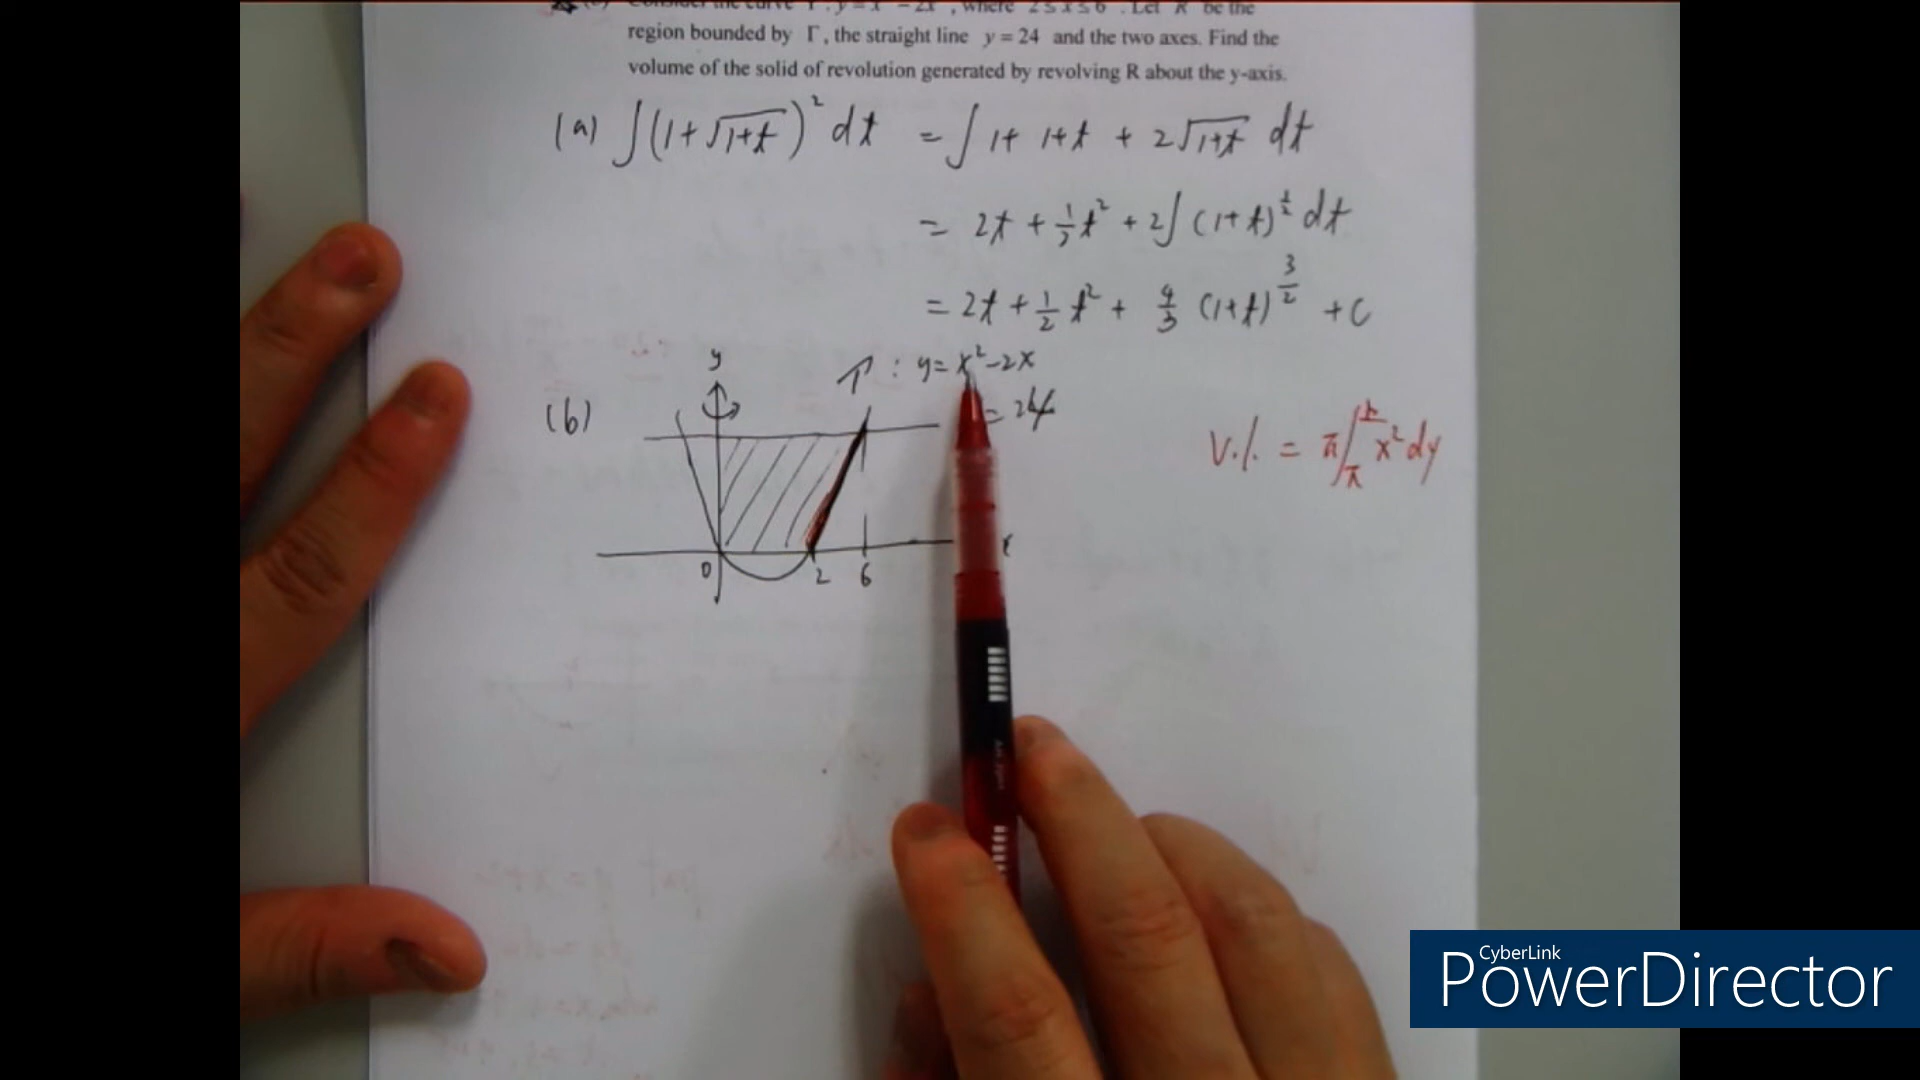 region bounded by Γ, the straight line y = 24 and the two axes. Find the
volume of the solid of revolution generated by revolving R about the y-axis.
(a) ∫(1+√(1+t))² dt = ∫ 1+ 1+t + 2√(1+t) dt
= 2t + ½t² + 2∫(1+t)^½ dt
= 2t + ½t² + 4/3 (1+t)^(3/2) + C
y
Γ : y = x² - 2x
(b)
= 24
V. = π∫ x² dy
0 2 6
x
CyberLink
PowerDirector